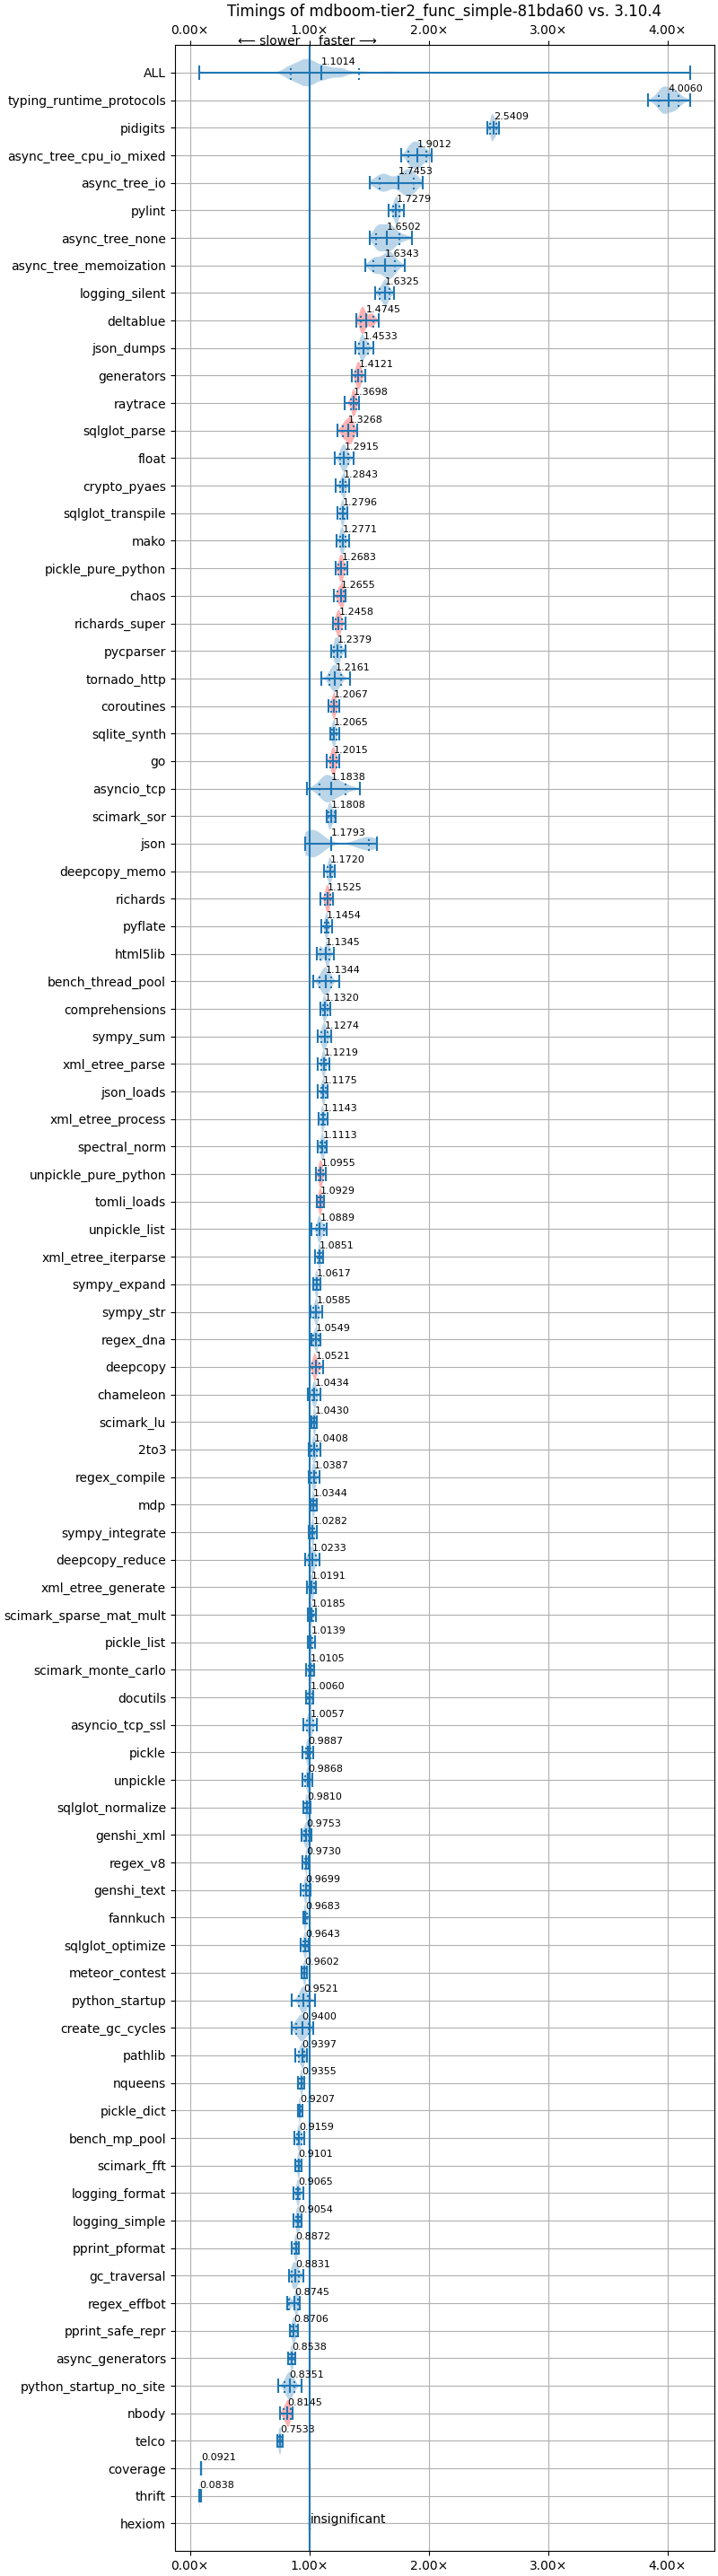 Timings of mdboom-tier2_func_simple-81bda60 vs. 3.10.4
0.00× 1.00× 2.00× 3.00× 4.00×
⟵ slower faster ⟶
ALL 1.1014
typing_runtime_protocols 4.0060
pidigits 2.5409
async_tree_cpu_io_mixed 1.9012
async_tree_io 1.7453
pylint 1.7279
async_tree_none 1.6502
async_tree_memoization 1.6343
logging_silent 1.6325
deltablue 1.4745
json_dumps 1.4533
generators 1.4121
raytrace 1.3698
sqlglot_parse 1.3268
float 1.2915
crypto_pyaes 1.2843
sqlglot_transpile 1.2796
mako 1.2771
pickle_pure_python 1.2683
chaos 1.2655
richards_super 1.2458
pycparser 1.2379
tornado_http 1.2161
coroutines 1.2067
sqlite_synth 1.2065
go 1.2015
asyncio_tcp 1.1838
scimark_sor 1.1808
json 1.1793
deepcopy_memo 1.1720
richards 1.1525
pyflate 1.1454
html5lib 1.1345
bench_thread_pool 1.1344
comprehensions 1.1320
sympy_sum 1.1274
xml_etree_parse 1.1219
json_loads 1.1175
xml_etree_process 1.1143
spectral_norm 1.1113
unpickle_pure_python 1.0955
tomli_loads 1.0929
unpickle_list 1.0889
xml_etree_iterparse 1.0851
sympy_expand 1.0617
sympy_str 1.0585
regex_dna 1.0549
deepcopy 1.0521
chameleon 1.0434
scimark_lu 1.0430
2to3 1.0408
regex_compile 1.0387
mdp 1.0344
sympy_integrate 1.0282
deepcopy_reduce 1.0233
xml_etree_generate 1.0191
scimark_sparse_mat_mult 1.0185
pickle_list 1.0139
scimark_monte_carlo 1.0105
docutils 1.0060
asyncio_tcp_ssl 1.0057
pickle 0.9887
unpickle 0.9868
sqlglot_normalize 0.9810
genshi_xml 0.9753
regex_v8 0.9730
genshi_text 0.9699
fannkuch 0.9683
sqlglot_optimize 0.9643
meteor_contest 0.9602
python_startup 0.9521
create_gc_cycles 0.9400
pathlib 0.9397
nqueens 0.9355
pickle_dict 0.9207
bench_mp_pool 0.9159
scimark_fft 0.9101
logging_format 0.9065
logging_simple 0.9054
pprint_pformat 0.8872
gc_traversal 0.8831
regex_effbot 0.8745
pprint_safe_repr 0.8706
async_generators 0.8538
python_startup_no_site 0.8351
nbody 0.8145
telco 0.7533
coverage 0.0921
thrift 0.0838
hexiom insignificant
0.00× 1.00× 2.00× 3.00× 4.00×